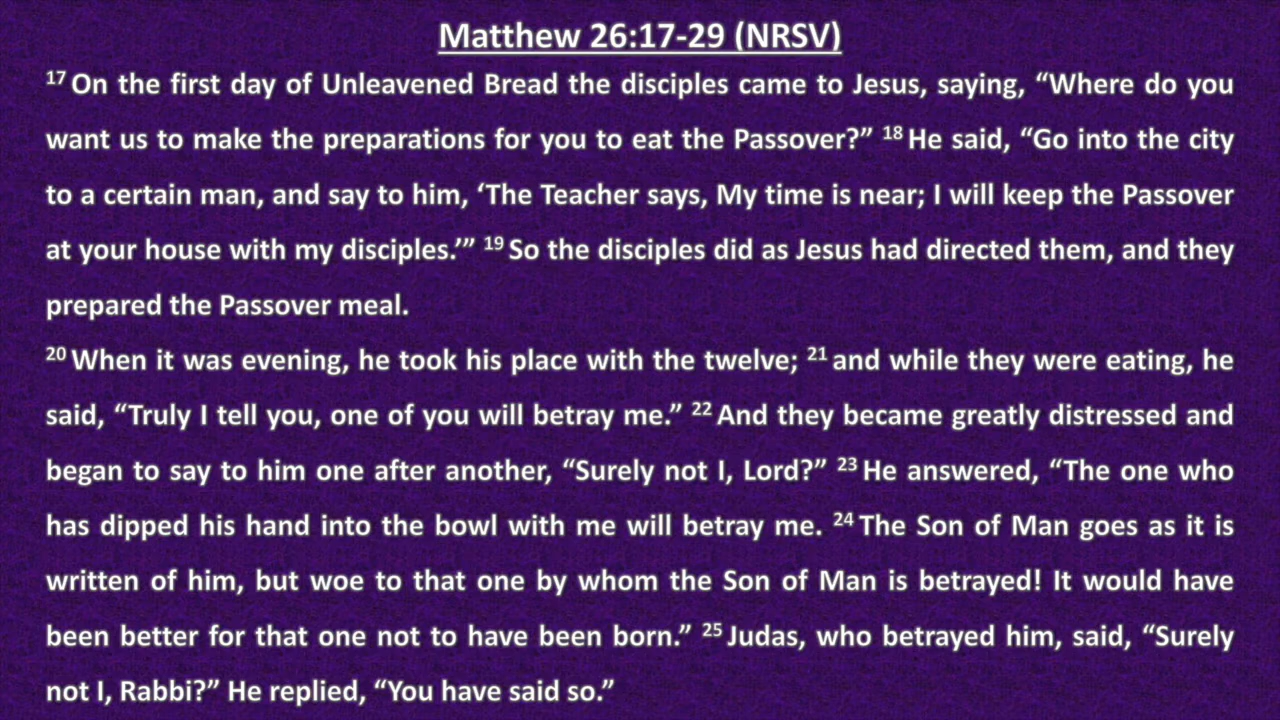 Matthew 26:17-29 (NRSV)
17 On the first day of Unleavened Bread the disciples came to Jesus, saying, “Where do you
want us to make the preparations for you to eat the Passover?” 18 He said, “Go into the city
to a certain man, and say to him, ‘The Teacher says, My time is near; I will keep the Passover
at your house with my disciples.’” 19 So the disciples did as Jesus had directed them, and they
prepared the Passover meal.
20 When it was evening, he took his place with the twelve; 21 and while they were eating, he
said, “Truly I tell you, one of you will betray me.” 22 And they became greatly distressed and
began to say to him one after another, “Surely not I, Lord?” 23 He answered, “The one who
has dipped his hand into the bowl with me will betray me. 24 The Son of Man goes as it is
written of him, but woe to that one by whom the Son of Man is betrayed! It would have
been better for that one not to have been born.” 25 Judas, who betrayed him, said, “Surely
not I, Rabbi?” He replied, “You have said so.”